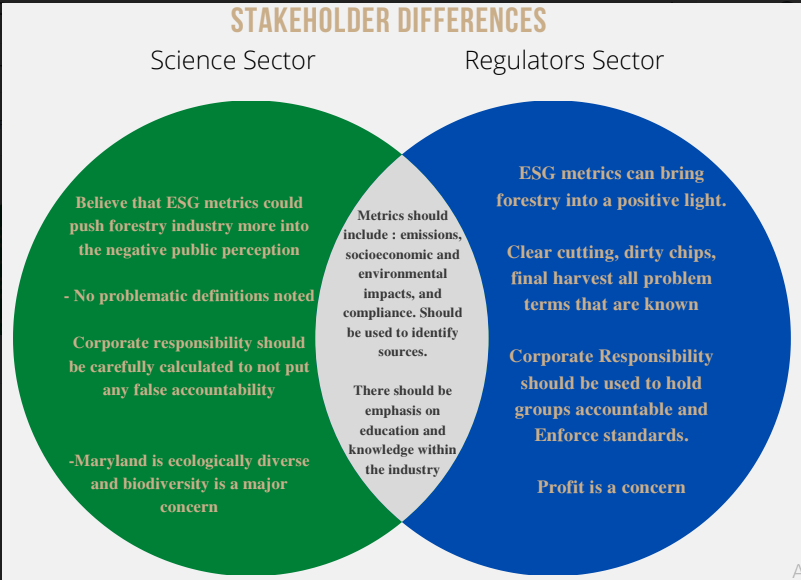 STAKEHOLDER DIFFERENCES
Science Sector
Regulators Sector
Believe that ESG metrics could
push forestry industry more into
the negative public perception
- No problematic definitions noted
Corporate responsibility should
be carefully calculated to not put
any false accountability
-Maryland is ecologically diverse
and biodiversity is a major
concern
Metrics should
include : emissions,
socioeconomic and
environmental
impacts, and
compliance. Should
be used to identify
sources.
There should be
emphasis on
education and
knowledge within
the industry
ESG metrics can bring
forestry into a positive light.
Clear cutting, dirty chips,
final harvest all problem
terms that are known
Corporate Responsibility
should be used to hold
groups accountable and
Enforce standards.
Profit is a concern